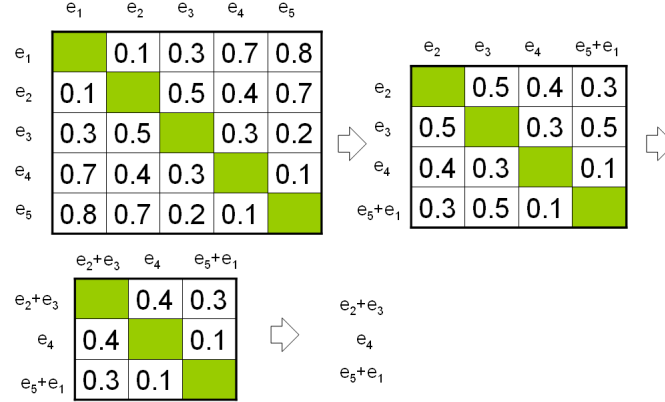 e₁ e₂ e₃ e₄ e₅
e₁ 0.1 0.3 0.7 0.8
e₂ 0.1 0.5 0.4 0.7
e₃ 0.3 0.5 0.3 0.2
e₄ 0.7 0.4 0.3 0.1
e₅ 0.8 0.7 0.2 0.1
e₂ e₃ e₄ e₅+e₁
e₂ 0.5 0.4 0.3
e₃ 0.5 0.3 0.5
e₄ 0.4 0.3 0.1
e₅+e₁ 0.3 0.5 0.1
e₂+e₃ e₄ e₅+e₁
e₂+e₃ 0.4 0.3
e₄ 0.4 0.1
e₅+e₁ 0.3 0.1
e₂+e₃
e₄
e₅+e₁